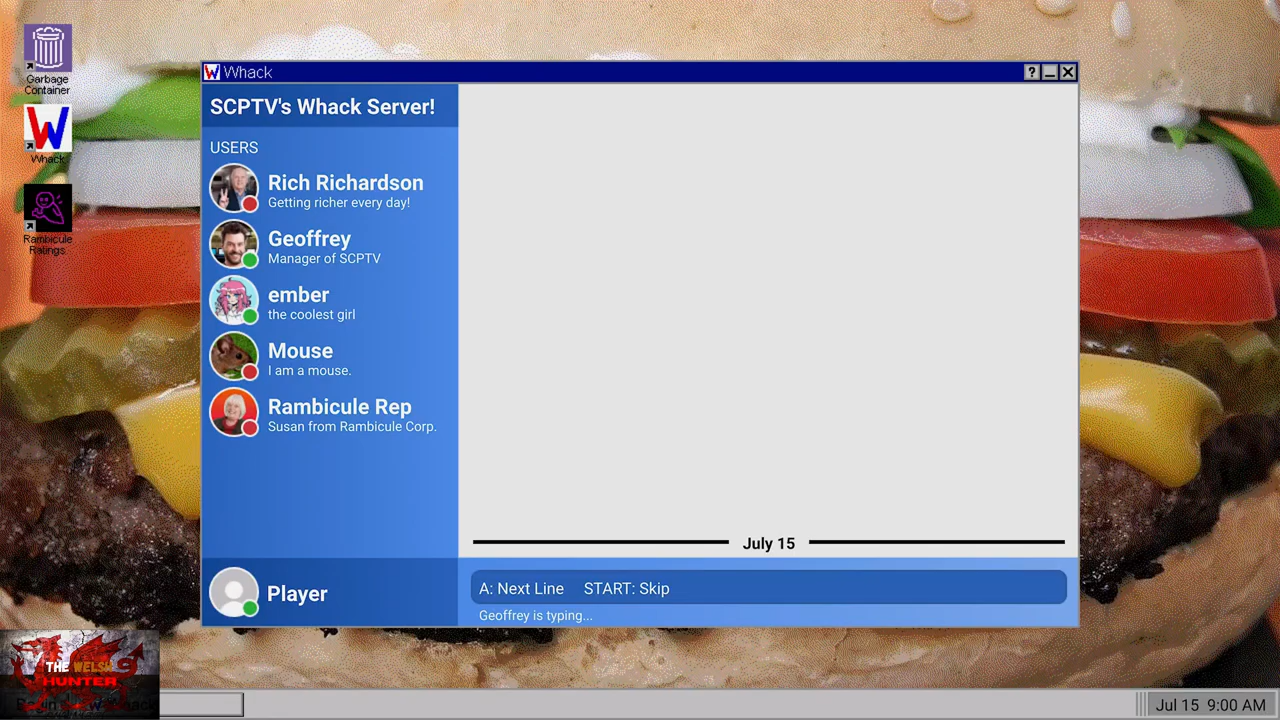 Garbage
Container
Whack
Rambicule
Ratings
W Whack
SCPTV's Whack Server!
USERS
Rich Richardson
Getting richer every day!
Geoffrey
Manager of SCPTV
ember
the coolest girl
Mouse
I am a mouse.
Rambicule Rep
Susan from Rambicule Corp.
Player
July 15
A: Next Line START: Skip
Geoffrey is typing...
THE WELSH
HUNTER
Jul 15 9:00 AM